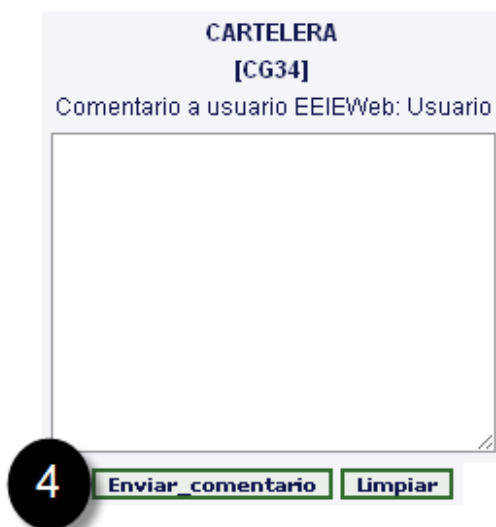 CARTELERA
[CG34]
Comentario a usuario EEIEWeb: Usuario
4 Enviar_comentario Limpiar